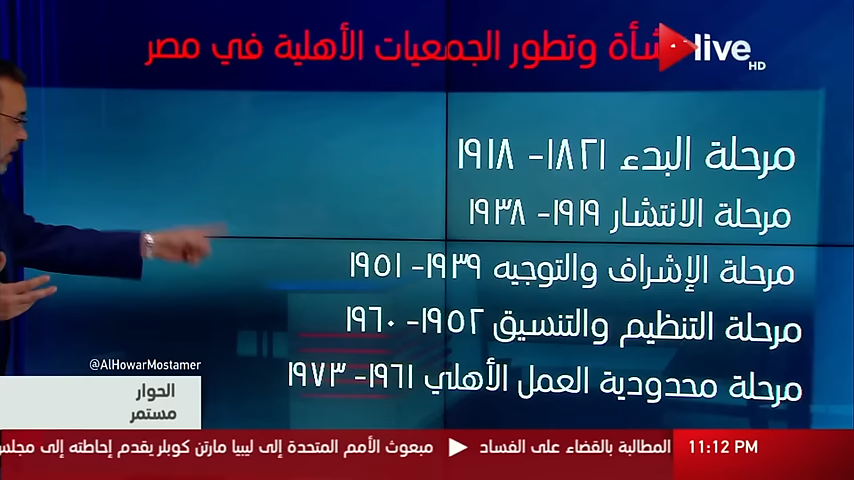 شأة وتطور الجمعيات الأهلية في مصر
live HD
مرحلة البدء ١٨٢١- ١٩١٨
مرحلة الانتشار ١٩١٩- ١٩٣٨
مرحلة الإشراف والتوجيه ١٩٣٩- ١٩٥١
مرحلة التنظيم والتنسيق ١٩٥٢- ١٩٦٠
مرحلة محدودية العمل الأهلي ١٩٦١- ١٩٧٣
@AlHowarMostamer
الحوار
مستمر
11:12 PM
المطالبة بالقضاء على الفساد
مبعوث الأمم المتحدة إلى ليبيا مارتن كوبلر يقدم إحاطته إلى مجلس